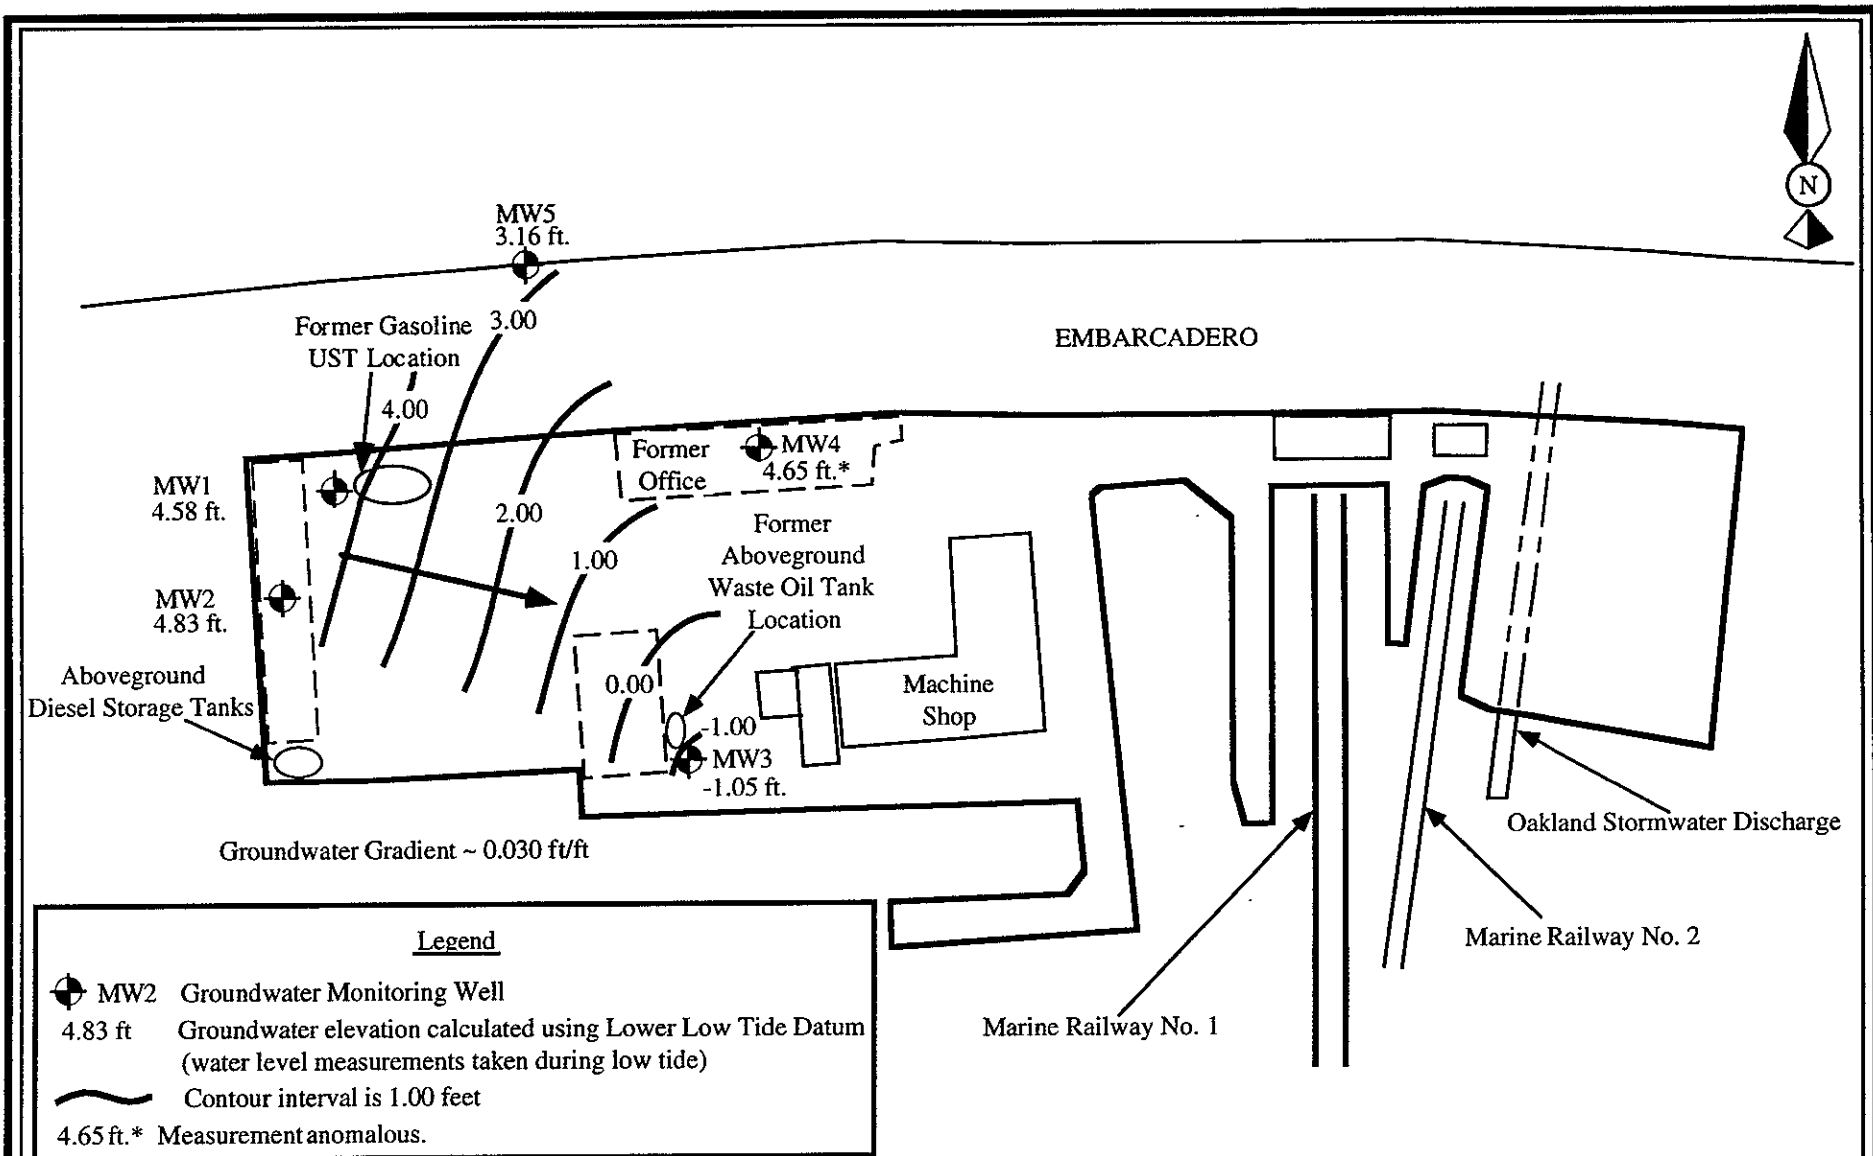 N
MW5
3.16 ft.
Former Gasoline
UST Location
3.00
4.00
EMBARCADERO
Former
Office
MW4
4.65 ft.*
MW1
4.58 ft.
2.00
1.00
Former
Aboveground
Waste Oil Tank
Location
MW2
4.83 ft.
Aboveground
Diesel Storage Tanks
0.00
-1.00
MW3
-1.05 ft.
Machine
Shop
Oakland Stormwater Discharge
Groundwater Gradient ~ 0.030 ft/ft
Marine Railway No. 2
Marine Railway No. 1
Legend
MW2 Groundwater Monitoring Well
4.83 ft Groundwater elevation calculated using Lower Low Tide Datum
(water level measurements taken during low tide)
Contour interval is 1.00 feet
4.65 ft.* Measurement anomalous.